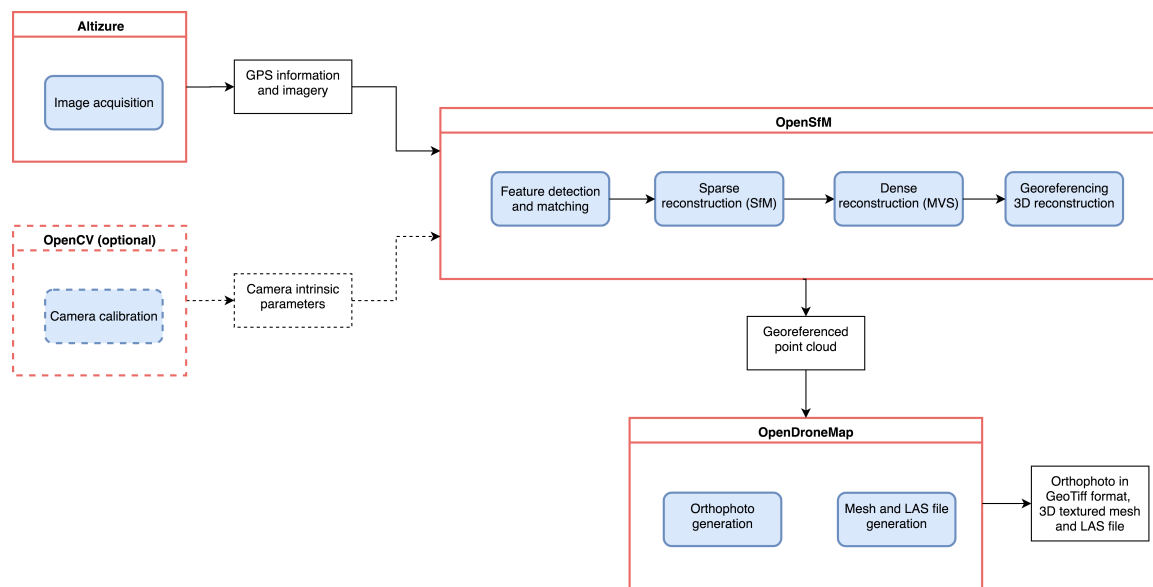 Altizure
Image acquisition
GPS information
and imagery
OpenSfM
Feature detection
and matching
Sparse
reconstruction (SfM)
Dense
reconstruction (MVS)
Georeferencing
3D reconstruction
OpenCV (optional)
Camera calibration
Camera intrinsic
parameters
Georeferenced
point cloud
OpenDroneMap
Orthophoto
generation
Mesh and LAS file
generation
Orthophoto in
GeoTiff format,
3D textured mesh
and LAS file